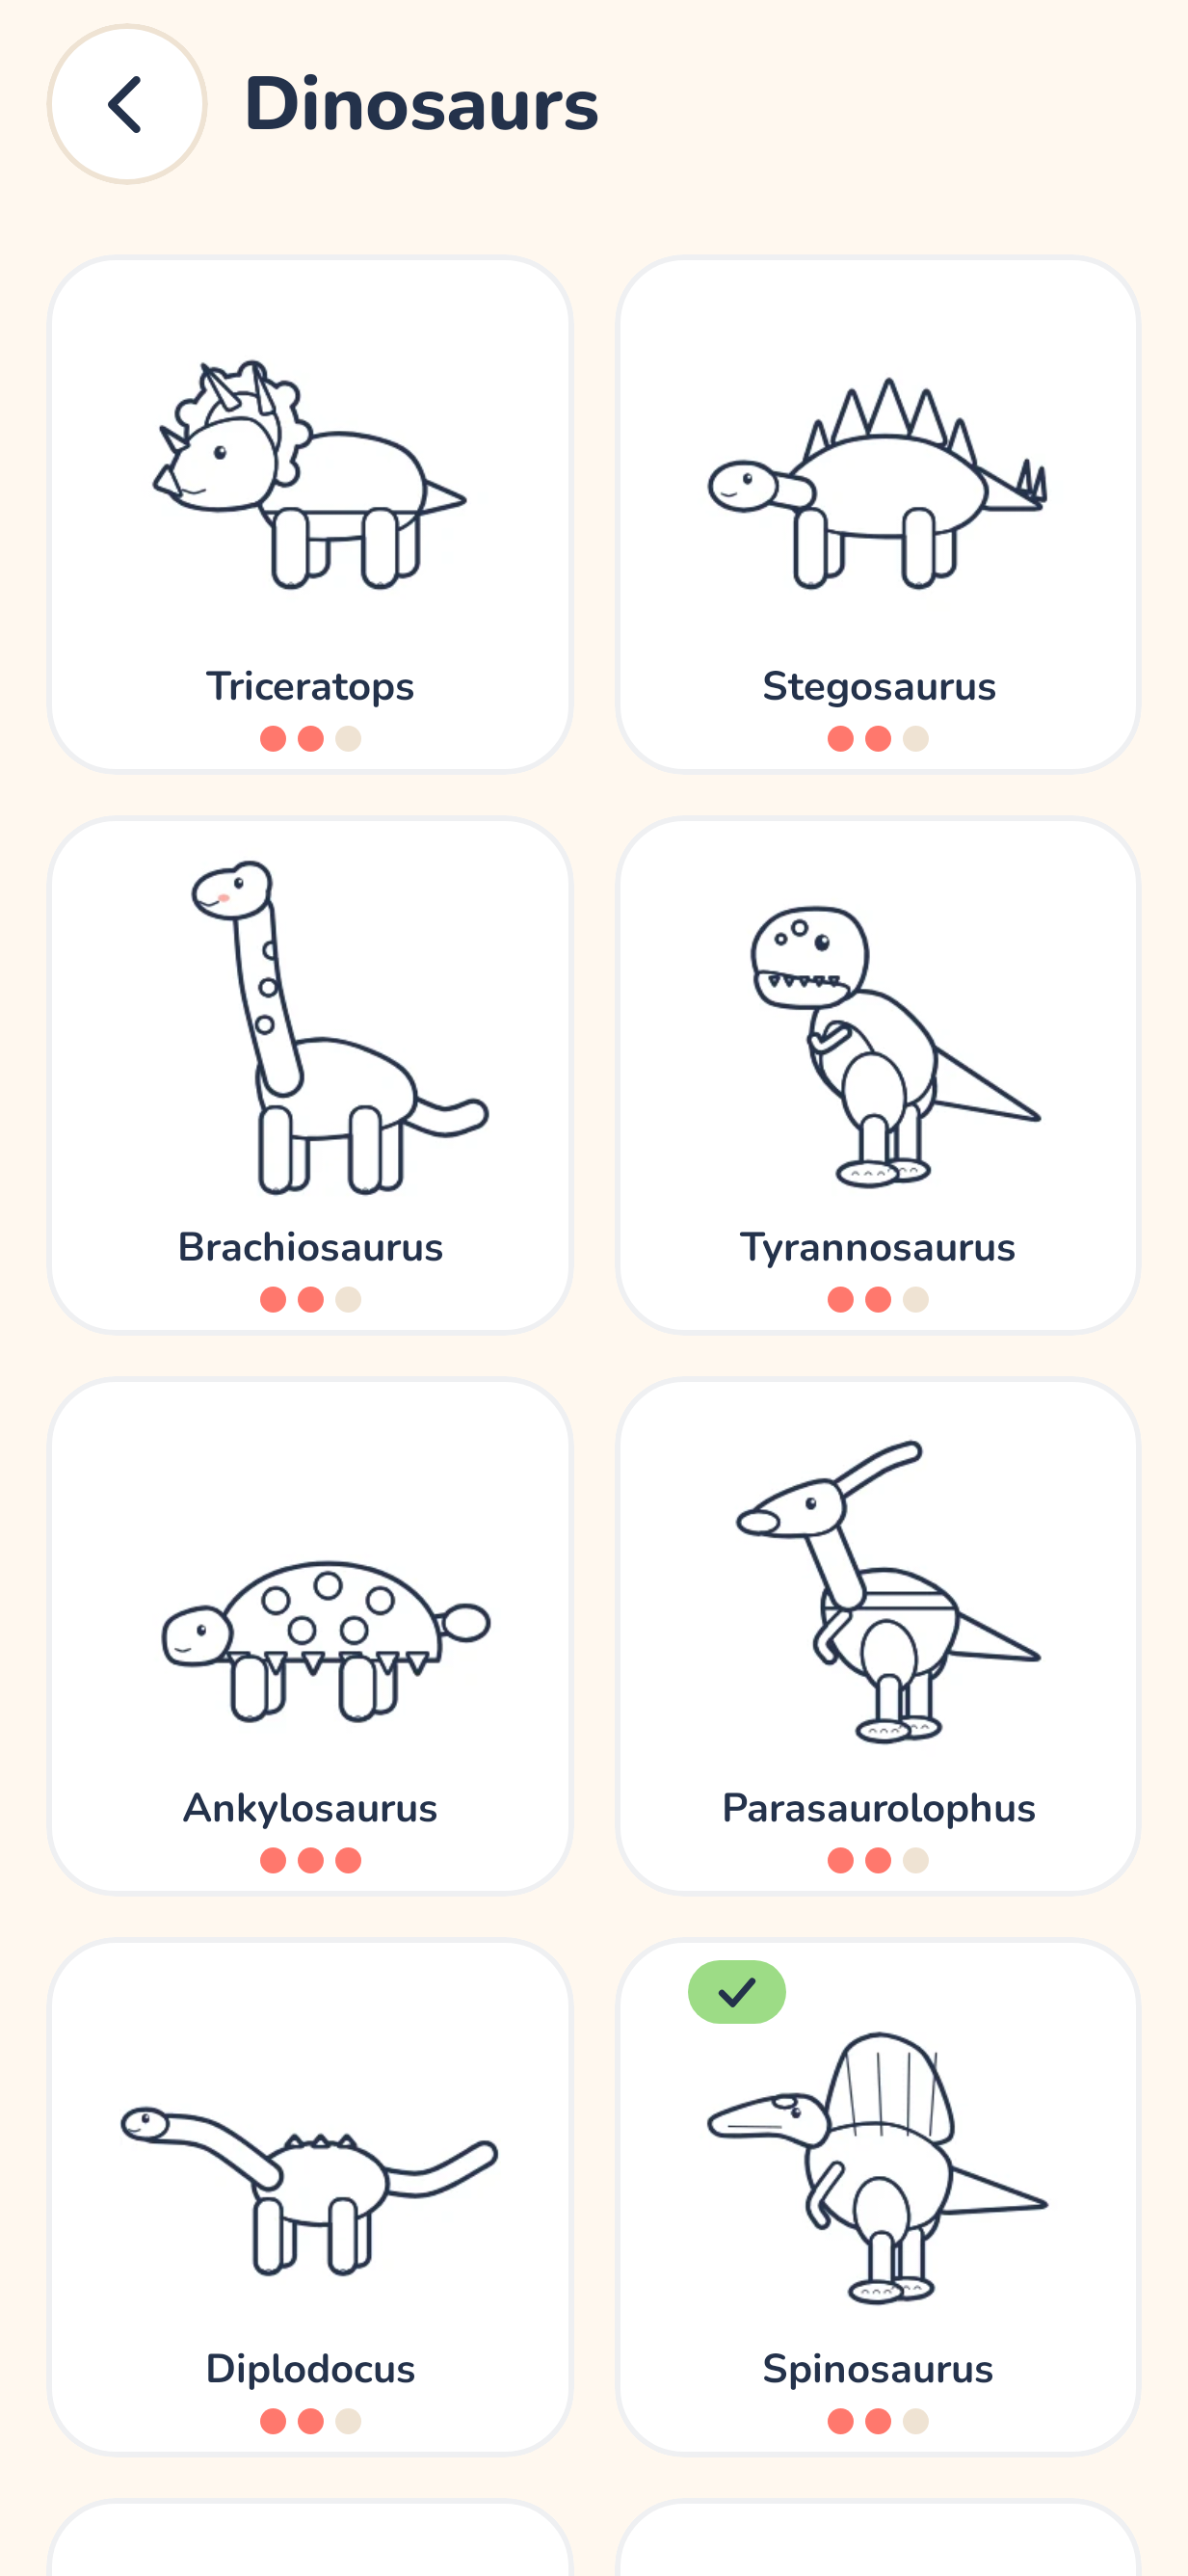 Dinosaurs
Triceratops
Stegosaurus
Brachiosaurus
Tyrannosaurus
Ankylosaurus
Parasaurolophus
Diplodocus
Spinosaurus